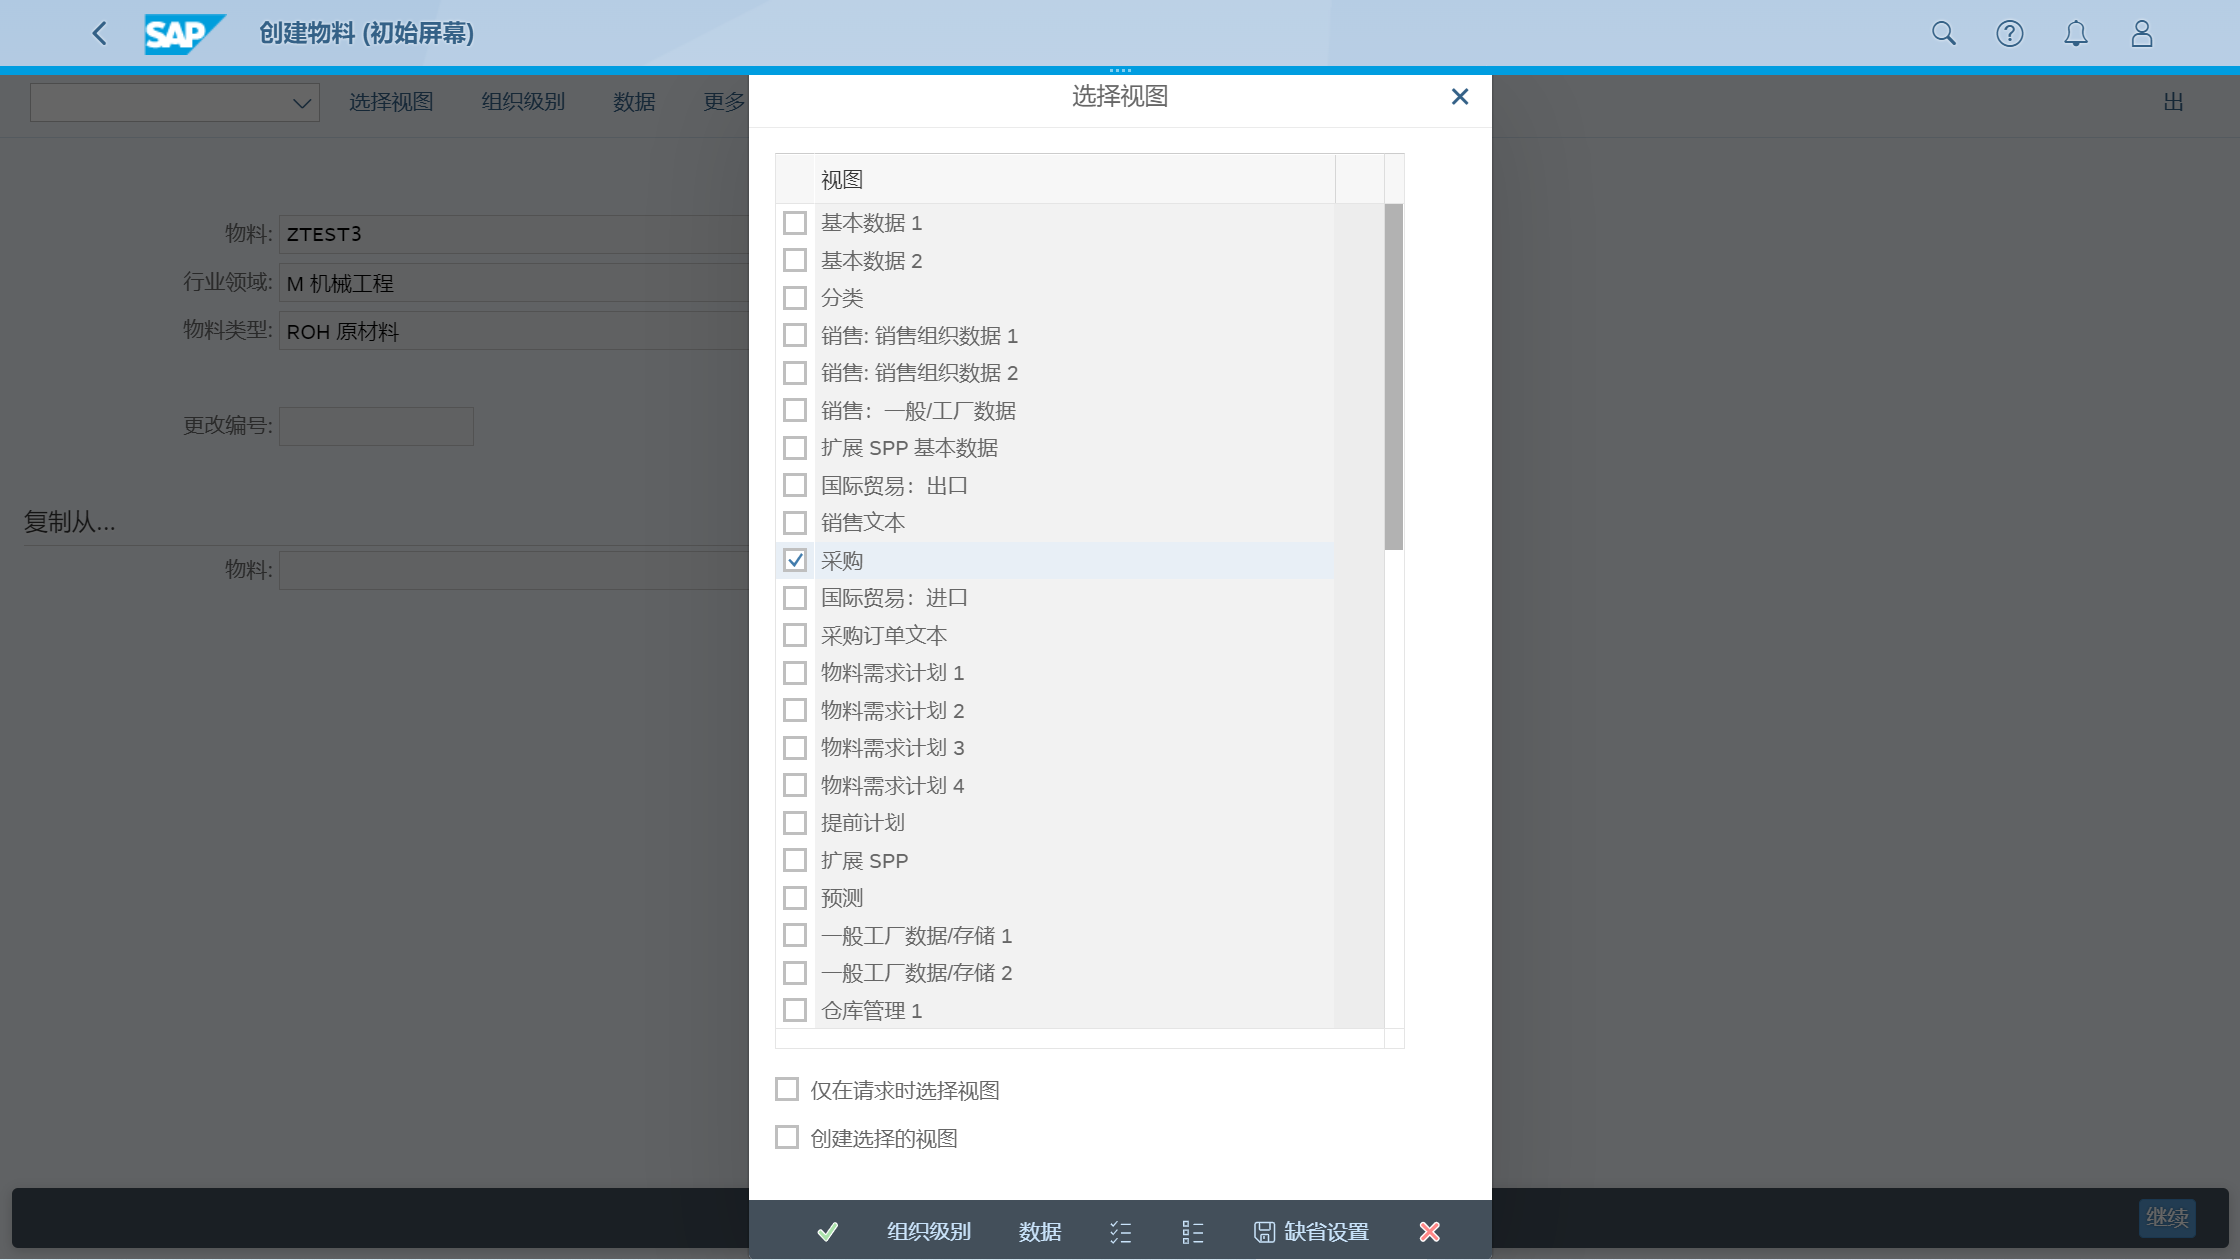 SAP 创建物料 (初始屏幕)
选择视图 组织级别 数据 更多 出
物料: ZTEST3
行业领域: M 机械工程
物料类型: ROH 原材料
更改编号:
复制从...
物料:
选择视图
视图
基本数据 1
基本数据 2
分类
销售: 销售组织数据 1
销售: 销售组织数据 2
销售：一般/工厂数据
扩展 SPP 基本数据
国际贸易：出口
销售文本
采购
国际贸易：进口
采购订单文本
物料需求计划 1
物料需求计划 2
物料需求计划 3
物料需求计划 4
提前计划
扩展 SPP
预测
一般工厂数据/存储 1
一般工厂数据/存储 2
仓库管理 1
仅在请求时选择视图
创建选择的视图
组织级别 数据 缺省设置
继续